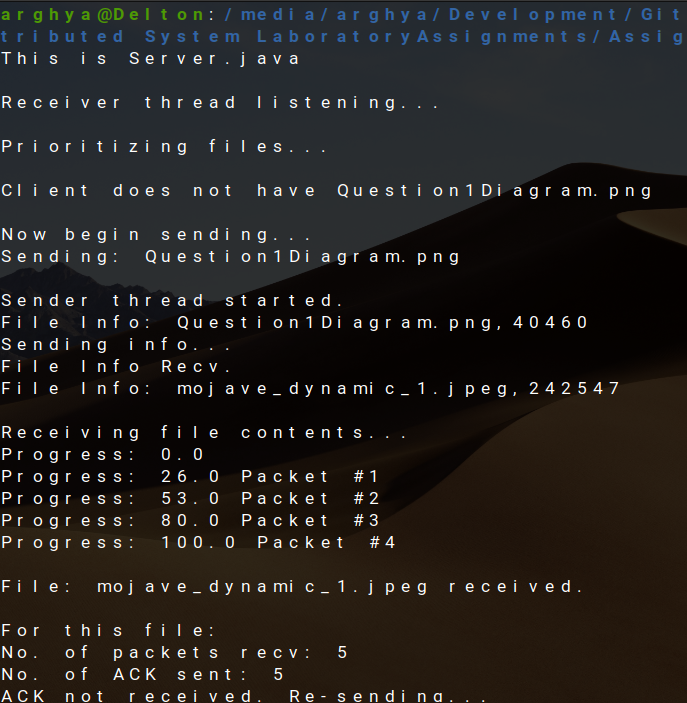 arghya@Delton:/media/arghya/Development/Git
tributed System LaboratoryAssignments/Assig
This is Server.java
Receiver thread listening...
Prioritizing files...
Client does not have Question1Diagram.png
Now begin sending...
Sending: Question1Diagram.png
Sender thread started.
File Info: Question1Diagram.png,40460
Sending info...
File Info Recv.
File Info: mojave_dynamic_1.jpeg,242547
Receiving file contents...
Progress: 0.0
Progress: 26.0 Packet #1
Progress: 53.0 Packet #2
Progress: 80.0 Packet #3
Progress: 100.0 Packet #4
File: mojave_dynamic_1.jpeg received.
For this file:
No. of packets recv: 5
No. of ACK sent: 5
ACK not received. Re-sending...